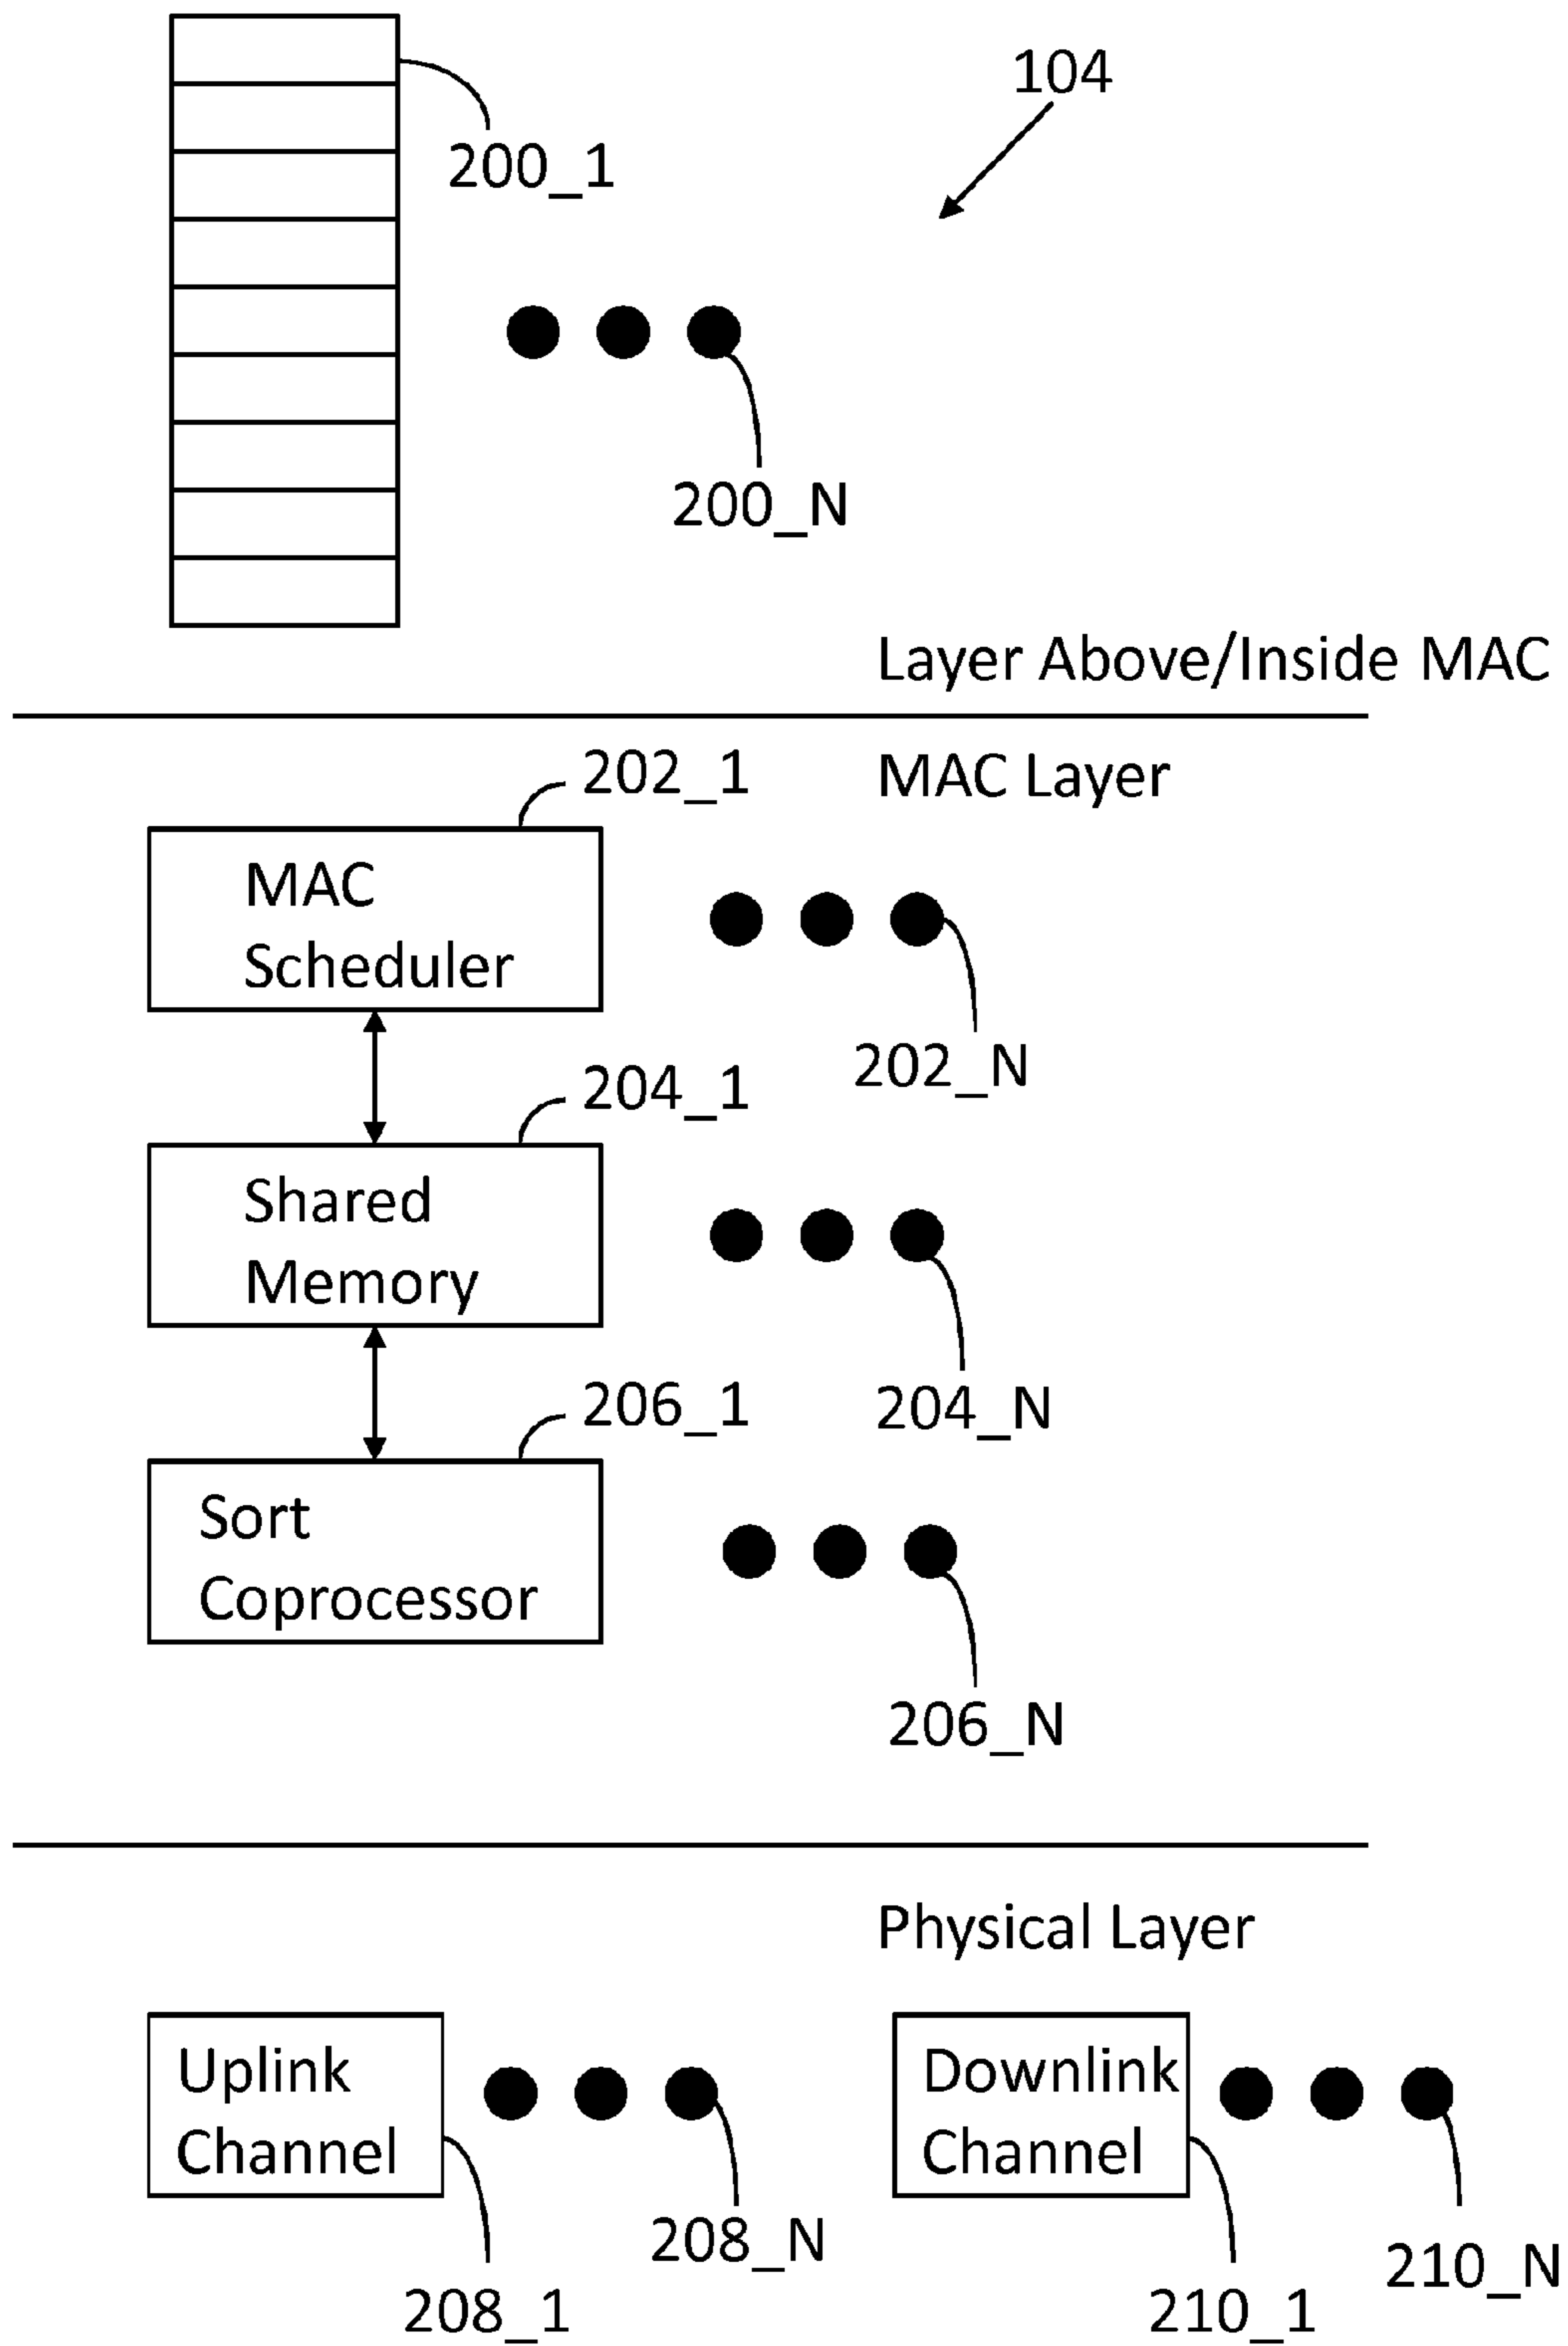 104
200_1
200_N
Layer Above/Inside MAC
MAC Layer
202_1
MAC
Scheduler
202_N
204_1
Shared
Memory
204_N
206_1
Sort
Coprocessor
206_N
Physical Layer
Uplink
Channel
208_N
208_1
Downlink
Channel
210_N
210_1